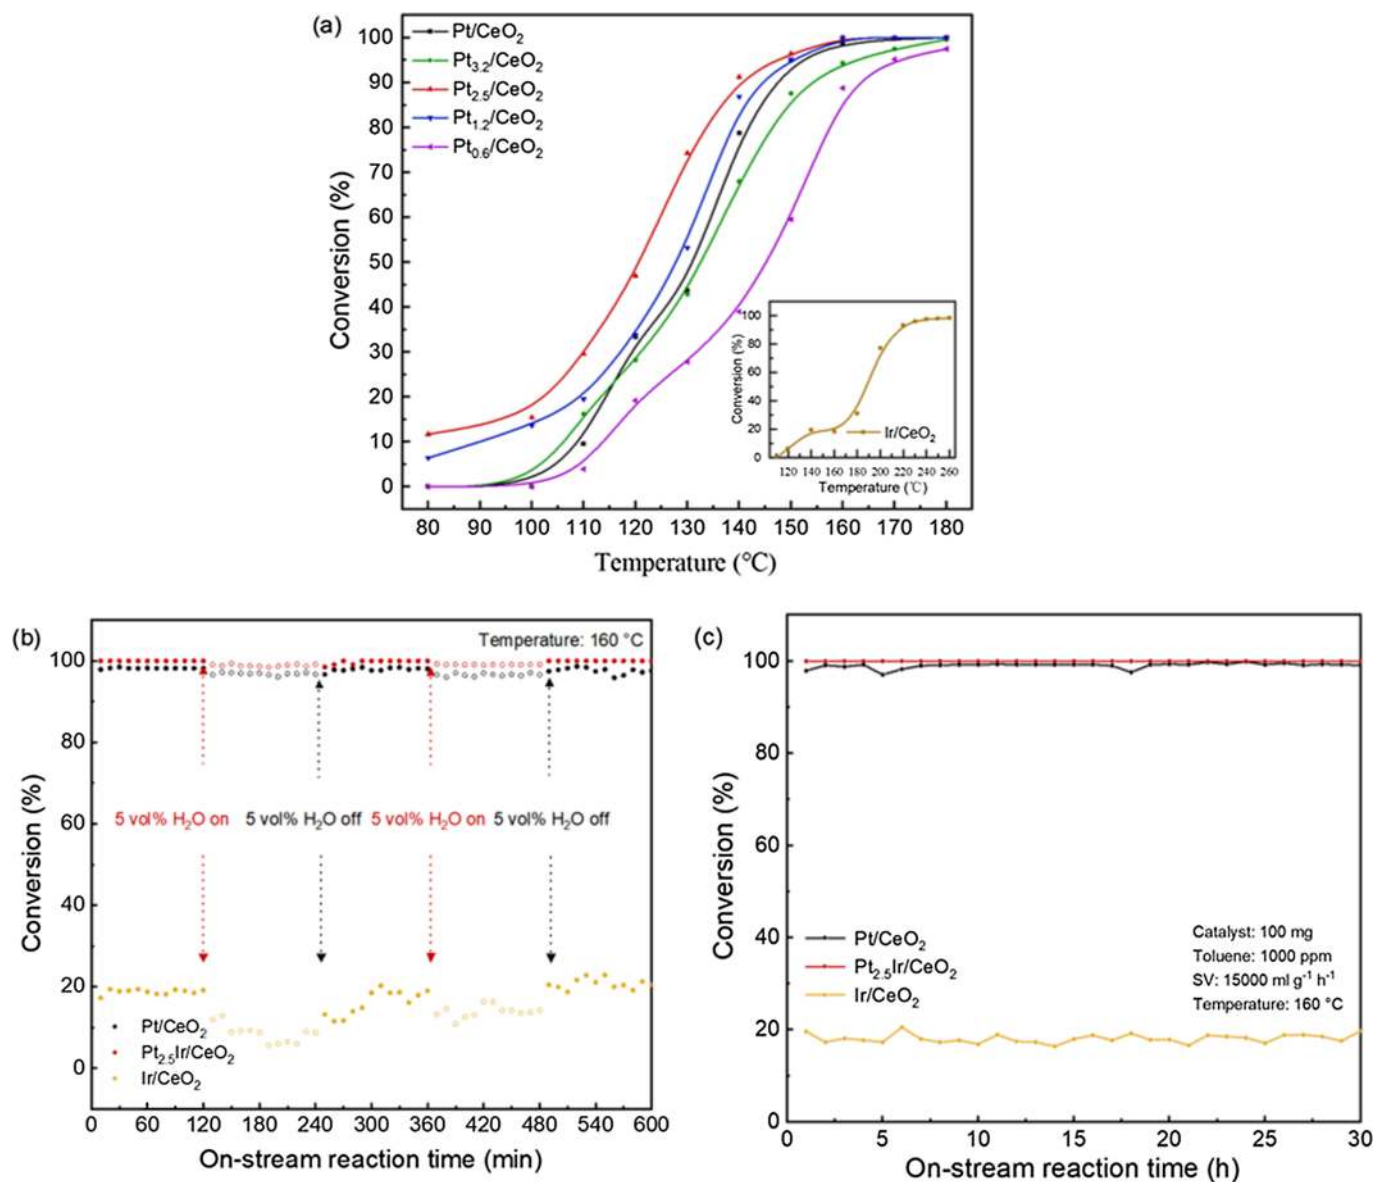 (a)
Pt/CeO2
Pt3.2/CeO2
Pt2.5/CeO2
Pt1.2/CeO2
Pt0.6/CeO2
100
90
80
70
60
50
40
30
20
10
0
Conversion (%)
80 90 100 110 120 130 140 150 160 170 180
Temperature (°C)
100
80
60
40
20
0
Conversion (%)
Ir/CeO2
120 140 160 180 200 220 240 260
Temperature (℃)
(b)
Temperature: 160 °C
100
80
60
40
20
0
Conversion (%)
5 vol% H2O on 5 vol% H2O off 5 vol% H2O on 5 vol% H2O off
Pt/CeO2
Pt2.5Ir/CeO2
Ir/CeO2
0 60 120 180 240 300 360 420 480 540 600
On-stream reaction time (min)
(c)
100
80
60
40
20
0
Conversion (%)
Pt/CeO2
Pt2.5Ir/CeO2
Ir/CeO2
Catalyst: 100 mg
Toluene: 1000 ppm
SV: 15000 ml g-1 h-1
Temperature: 160 °C
0 5 10 15 20 25 30
On-stream reaction time (h)